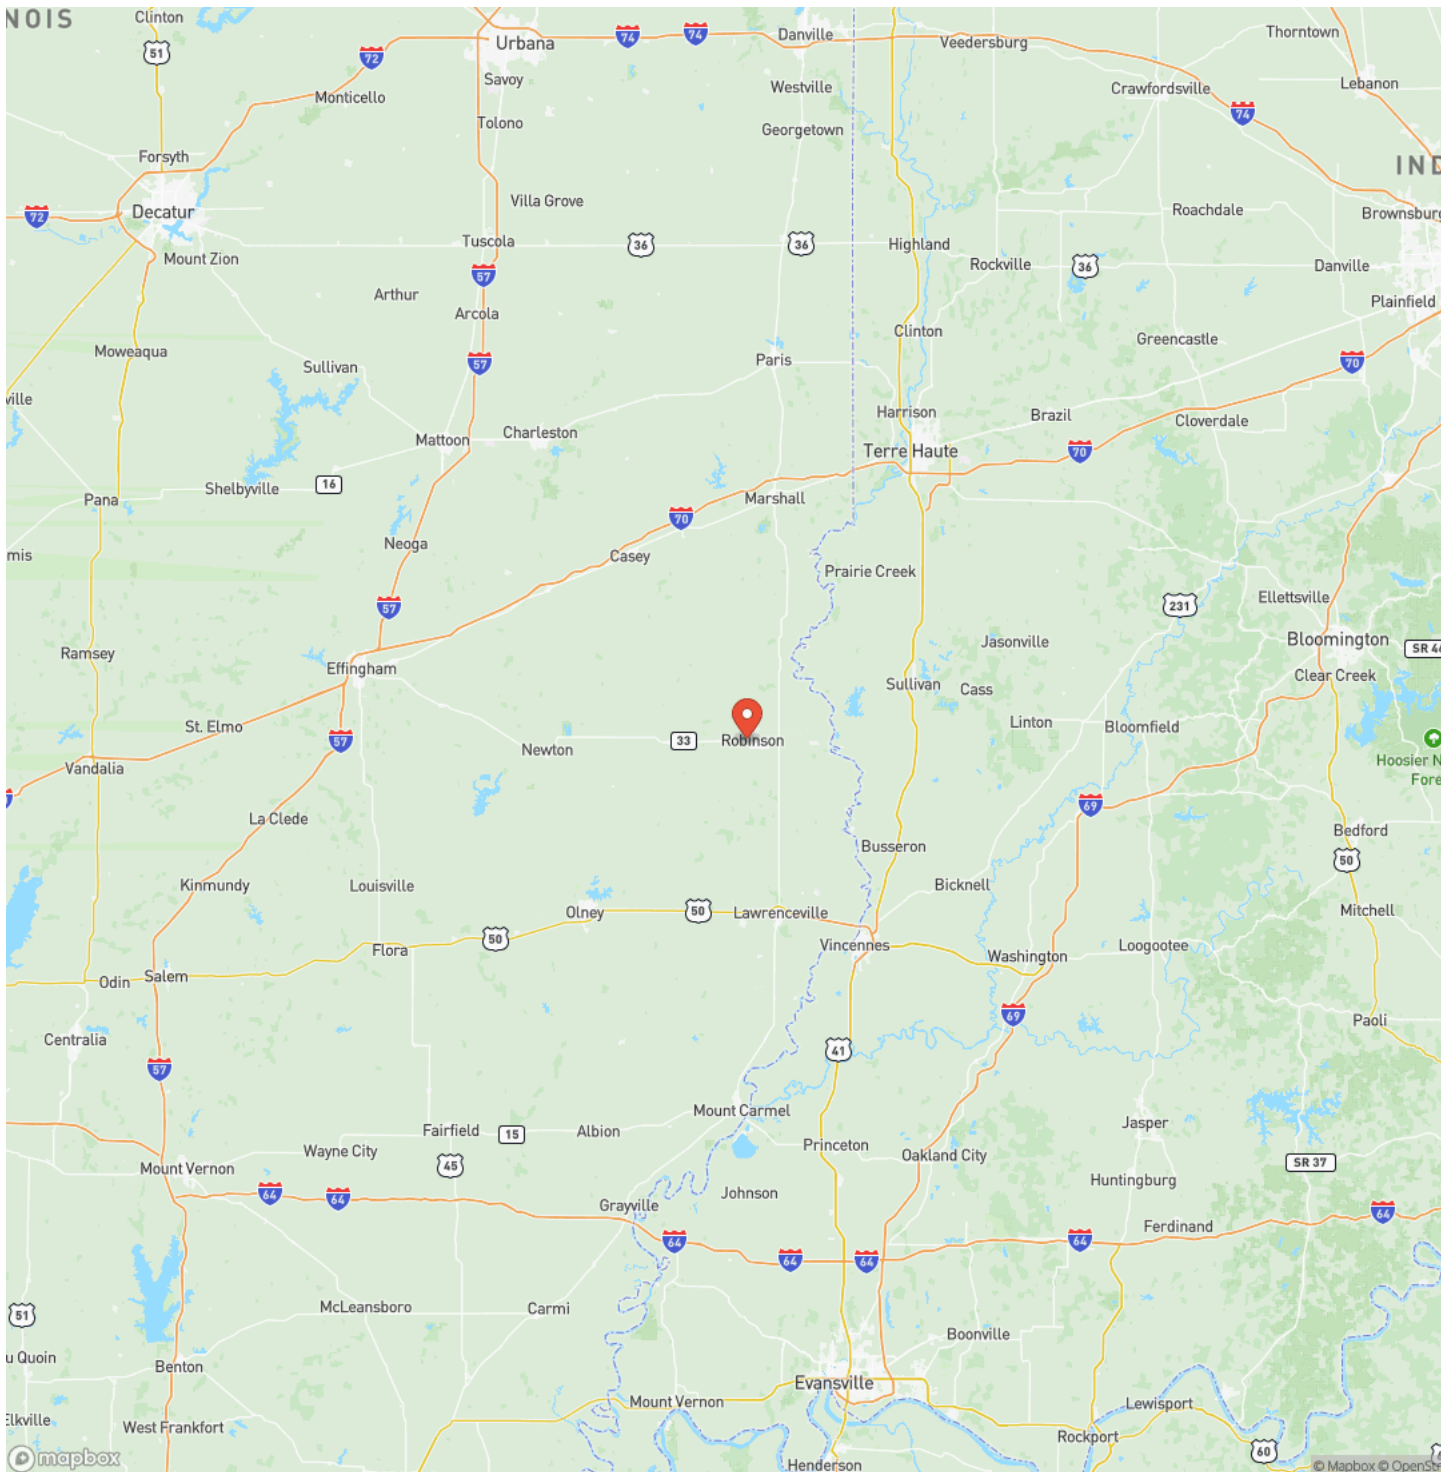 NOIS
Clinton
51
Urbana
74
74
Danville
Veedersburg
Thorntown
72
Savoy
Westville
Crawfordsville
Lebanon
Monticello
Tolono
Georgetown
74
Forsyth
IND
72
Decatur
Villa Grove
Roachdale
Brownsburg
Tuscola
36
36
Highland
Mount Zion
57
Rockville
36
Danville
Arthur
Arcola
Plainfield
Clinton
Moweaqua
Sullivan
57
Paris
Greencastle
70
ville
Harrison
Brazil
Cloverdale
Mattoon
Charleston
Terre Haute
70
Pana
Shelbyville
16
Marshall
70
Neoga
Casey
mis
Prairie Creek
57
231
Ellettsville
Ramsey
Effingham
Jasonville
Bloomington
SR 46
Sullivan
Cass
Clear Creek
St. Elmo
57
Newton
33
Robinson
Linton
Bloomfield
Vandalia
Hoosier N
Fore
69
La Clede
Busseron
Bedford
50
Kinmundy
Louisville
Bicknell
Olney
50
Lawrenceville
Mitchell
50
Flora
Vincennes
Washington
Loogootee
Odin
Salem
69
Paoli
Centralia
57
41
Mount Carmel
Fairfield
15
Albion
Jasper
Wayne City
45
Princeton
Oakland City
SR 37
Mount Vernon
64
64
Johnson
Huntingburg
Grayville
64
64
64
64
Ferdinand
64
51
McLeansboro
Carmi
Boonville
u Quoin
Benton
Evansville
Mount Vernon
Lewisport
Elkville
West Frankfort
Rockport
60
mapbox
Henderson
© Mapbox © OpenStre